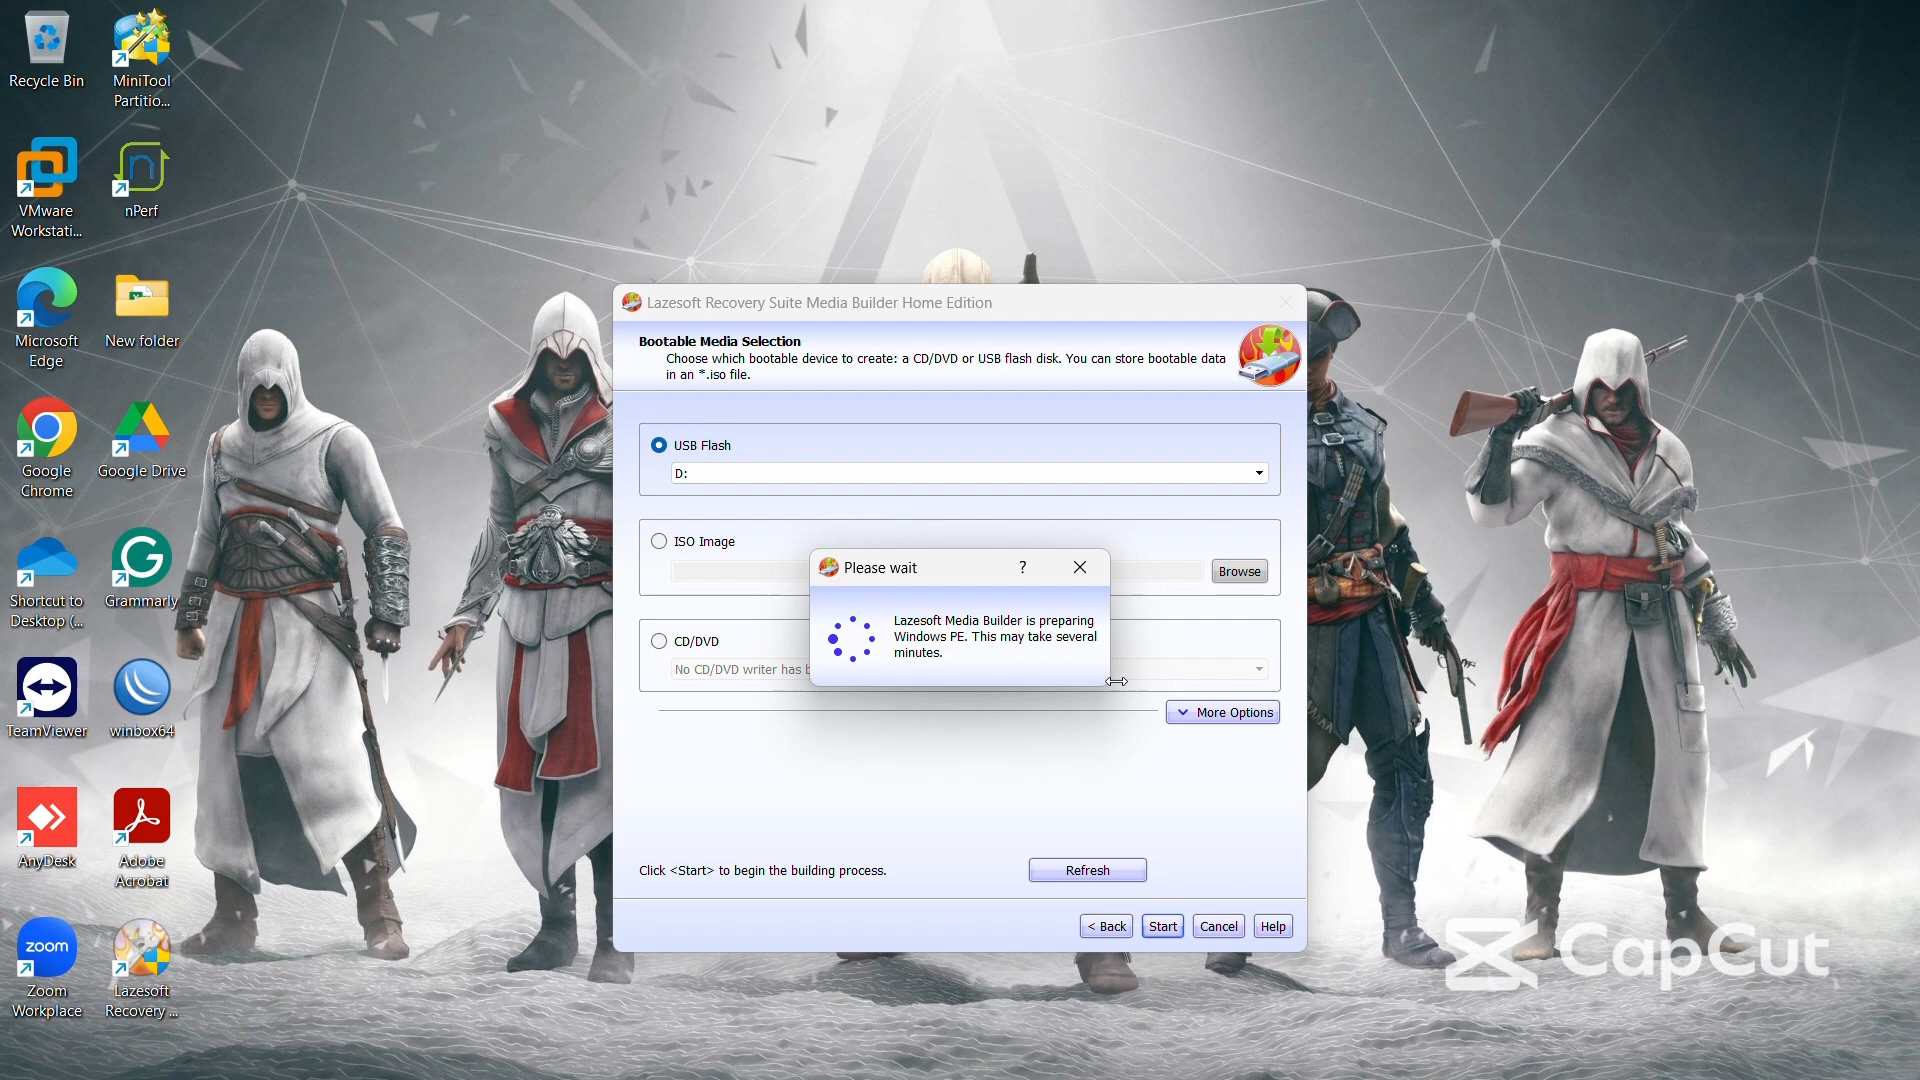 Recycle Bin
MiniTool
Partitio...
VMware
Workstati...
nPerf
Microsoft
Edge
New folder
Google
Chrome
Google Drive
Shortcut to
Desktop (...
Grammarly
TeamViewer
winbox64
AnyDesk
Adobe
Acrobat
zoom
Zoom
Workplace
Lazesoft
Recovery ...
Lazesoft Recovery Suite Media Builder Home Edition
Bootable Media Selection
Choose which bootable device to create: a CD/DVD or USB flash disk. You can store bootable data
in an *.iso file.
USB Flash
D:
ISO Image
Browse
Please wait
?
Lazesoft Media Builder is preparing
Windows PE. This may take several
minutes.
CD/DVD
No CD/DVD writer has
More Options
Click <Start> to begin the building process.
Refresh
< Back
Start
Cancel
Help
CapCut